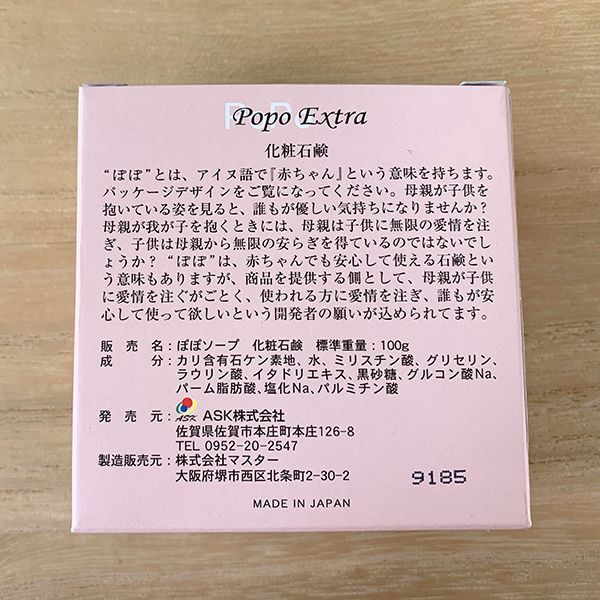 Popo Extra
化粧石鹸
“ぽぽ”とは、アイヌ語で『赤ちゃん』という意味を持ちます。
パッケージデザインをご覧になってください。母親が子供を
抱いている姿を見ると、誰もが優しい気持ちになりませんか？
母親が我が子を抱くときには、母親は子供に無限の愛情を注
ぎ、子供は母親から無限の安らぎを得ているのではないでし
ょうか？“ぽぽ”は、赤ちゃんでも安心して使える石鹸とい
う意味もありますが、商品を提供する側として、母親が子供
に愛情を注ぐがごとく、使われる方に愛情を注ぎ、誰もが安
心して使って欲しいという開発者の願いが込められてます。
販売名：ぽぽソープ 化粧石鹸 標準重量：100g
成分：カリ含有石ケン素地、水、ミリスチン酸、グリセリン、
ラウリン酸、イタドリエキス、黒砂糖、グルコン酸Na、
パーム脂肪酸、塩化Na、パルミチン酸
発売元：ASK ASK株式会社
佐賀県佐賀市本庄町本庄126-8
TEL 0952-20-2547
製造販売元：株式会社マスター
大阪府堺市西区北条町2-30-2
9185
MADE IN JAPAN